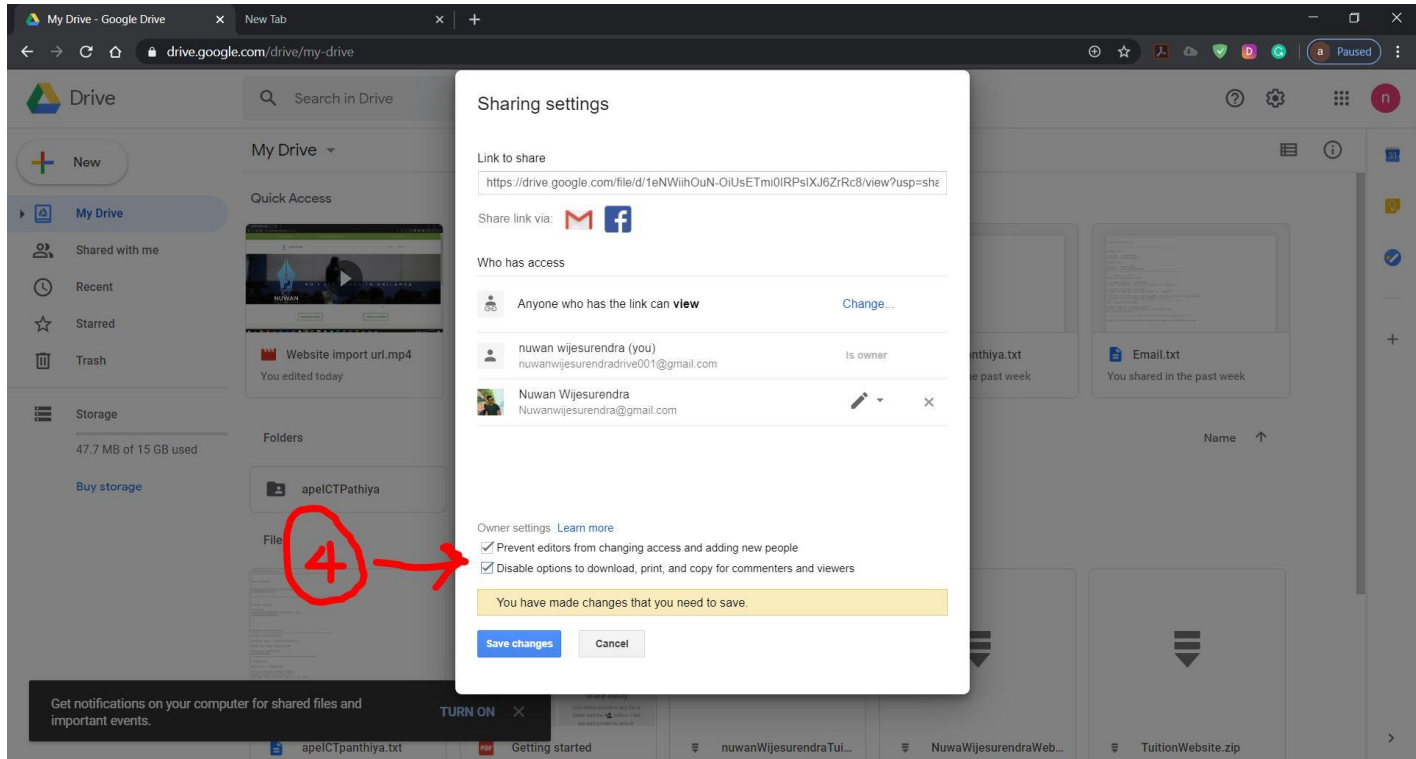 My Drive - Google Drive
New Tab
drive.google.com/drive/my-drive
a Paused
Drive
Search in Drive
n
New
My Drive
Shared with me
Recent
Starred
Trash
Storage
47.7 MB of 15 GB used
Buy storage
My Drive
Quick Access
NUWAN
Website import url.mp4
You edited today
nthiya.txt
e past week
Email.txt
You shared in the past week
Folders
Name
apeICTPathiya
File
4
Sharing settings
Link to share
https://drive.google.com/file/d/1eNWiihOuN-OiUsETmi0IRPsIXJ6ZrRc8/view?usp=sha
Share link via:
Who has access
Anyone who has the link can view
Change...
nuwan wijesurendra (you)
nuwanwijesurendradrive001@gmail.com
Is owner
Nuwan Wijesurendra
Nuwanwijesurendra@gmail.com
Owner settings Learn more
Prevent editors from changing access and adding new people
Disable options to download, print, and copy for commenters and viewers
You have made changes that you need to save.
Save changes
Cancel
Get notifications on your computer for shared files and
important events.
TURN ON
apeICTpanthiya.txt
PDF
Getting started
nuwanWijesurendraTui...
NuwaWijesurendraWeb...
TuitionWebsite.zip
31